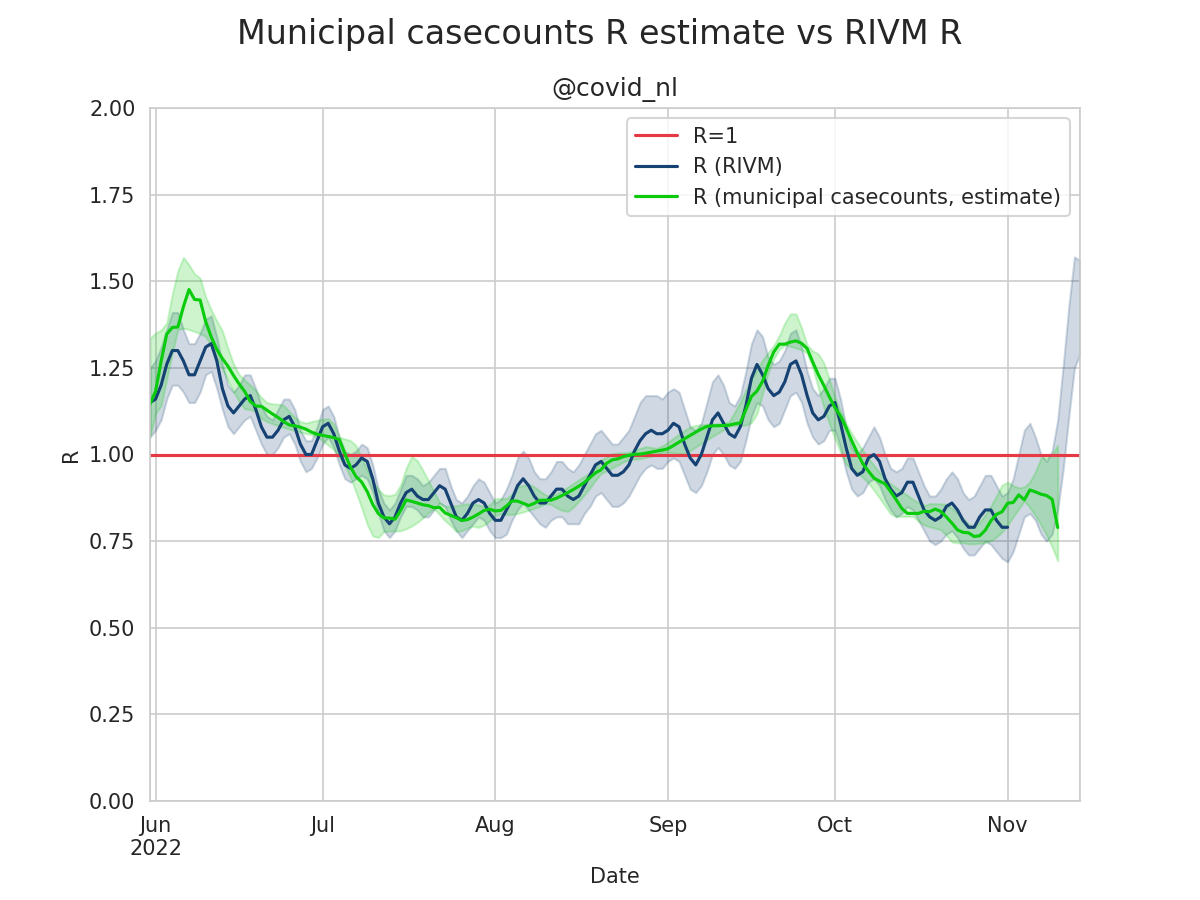 Municipal casecounts R estimate vs RIVM R
@covid_nl
R=1
R (RIVM)
R (municipal casecounts, estimate)
2.00
1.75
1.50
1.25
1.00
0.75
0.50
0.25
0.00
R
Jun Jul Aug Sep Oct Nov
2022
Date